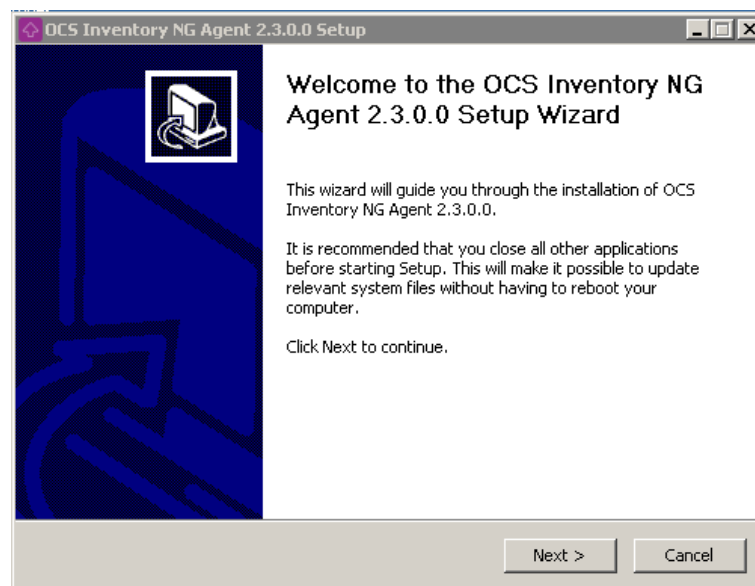 OCS Inventory NG Agent 2.3.0.0 Setup
Welcome to the OCS Inventory NG
Agent 2.3.0.0 Setup Wizard
This wizard will guide you through the installation of OCS
Inventory NG Agent 2.3.0.0.
It is recommended that you close all other applications
before starting Setup. This will make it possible to update
relevant system files without having to reboot your
computer.
Click Next to continue.
Next >
Cancel